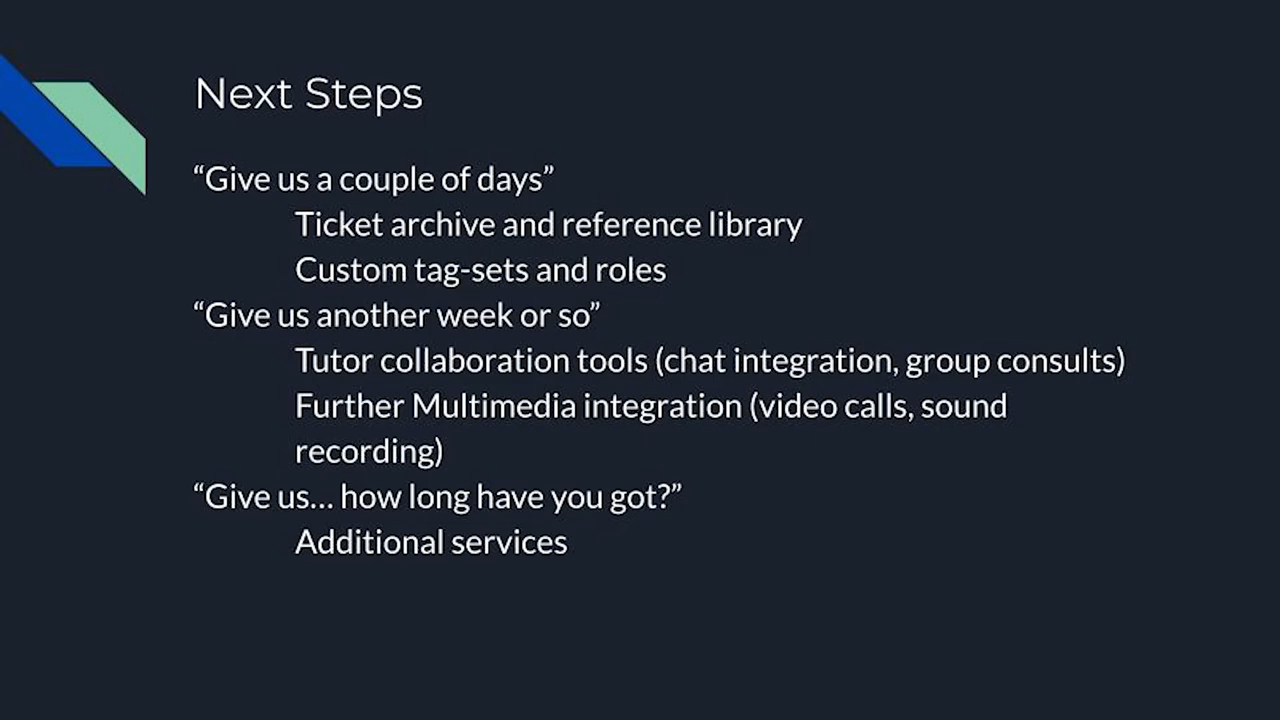 Next Steps
“Give us a couple of days”
Ticket archive and reference library
Custom tag-sets and roles
“Give us another week or so”
Tutor collaboration tools (chat integration, group consults)
Further Multimedia integration (video calls, sound
recording)
“Give us... how long have you got?”
Additional services